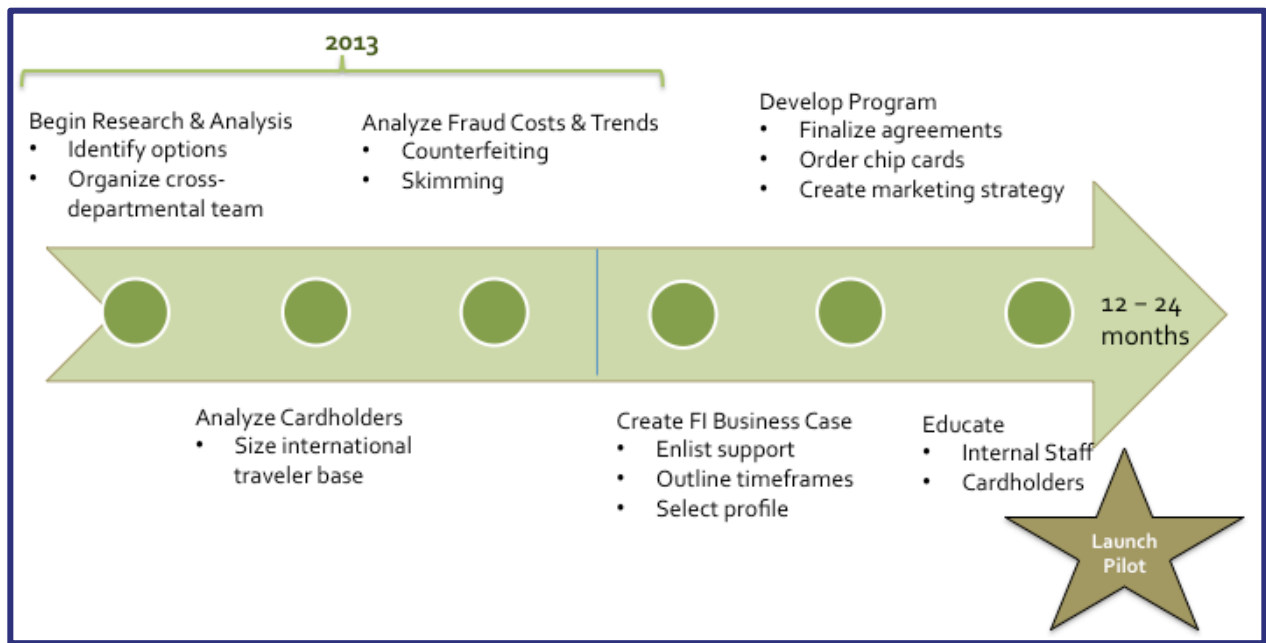 2013
Begin Research & Analysis
• Identify options
• Organize cross-
departmental team
Analyze Fraud Costs & Trends
• Counterfeiting
• Skimming
Develop Program
• Finalize agreements
• Order chip cards
• Create marketing strategy
12 – 24
months
Analyze Cardholders
• Size international
traveler base
Create FI Business Case
• Enlist support
• Outline timeframes
• Select profile
Educate
• Internal Staff
• Cardholders
Launch
Pilot